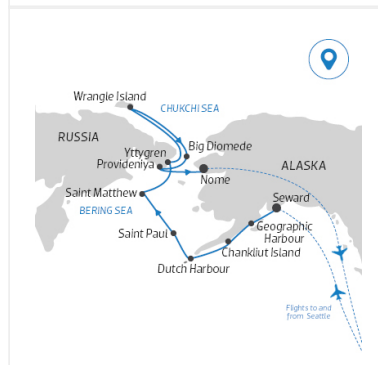 Wrangle Island
CHUKCHI SEA
RUSSIA
Yttygren
Big Diomede
Provideniya
ALASKA
Nome
Saint Matthew
Seward
BERING SEA
Geographic
Harbour
Saint Paul
Chankliut Island
Dutch Harbour
Flights to and
from Seattle